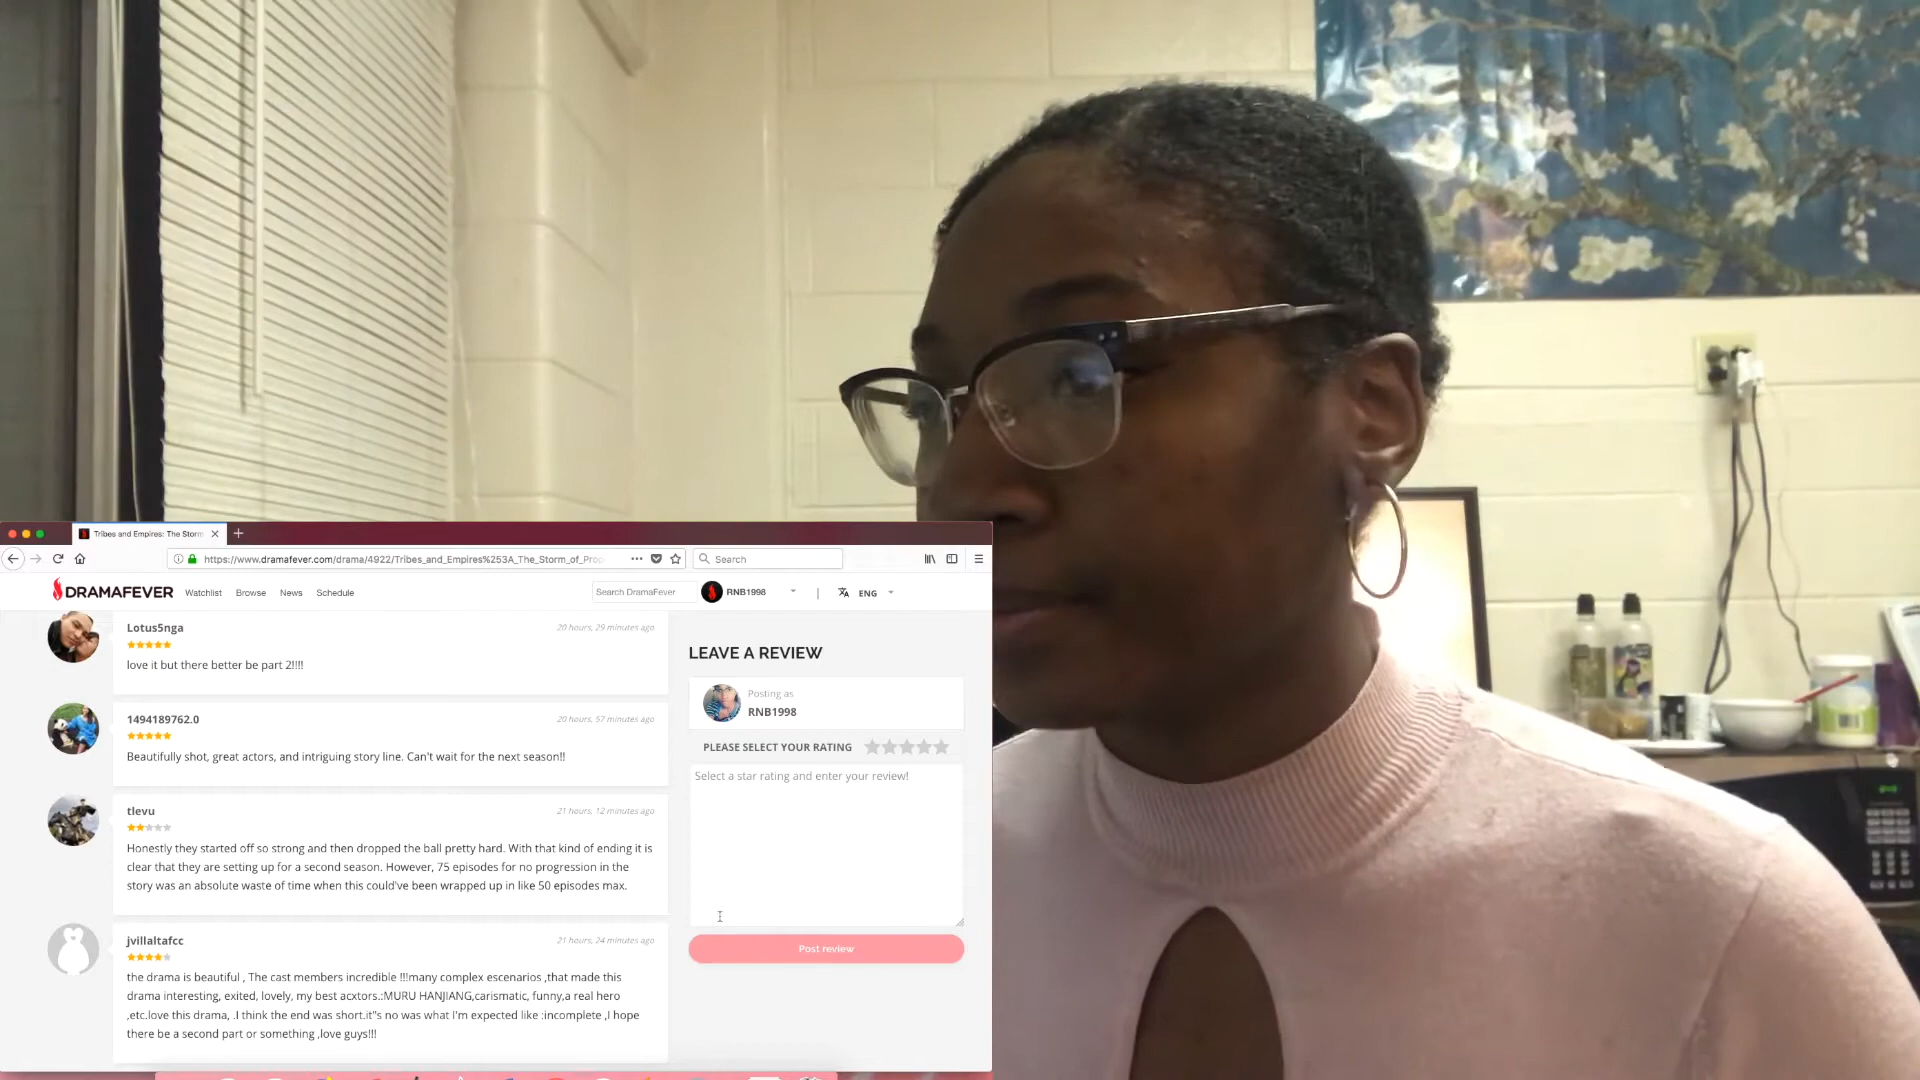 Tribes and Empires: The Storm
https://www.dramafever.com/drama/4922/Tribes_and_Empires%253A_The_Storm_of_Prop
Search
DRAMAFEVER
Watchlist Browse News Schedule
Search DramaFever
RNB1998
ENG
Lotus5nga
20 hours, 29 minutes ago
love it but there better be part 2!!!!
1494189762.0
20 hours, 57 minutes ago
Beautifully shot, great actors, and intriguing story line. Can't wait for the next season!!
tlevu
21 hours, 12 minutes ago
Honestly they started off so strong and then dropped the ball pretty hard. With that kind of ending it is
clear that they are setting up for a second season. However, 75 episodes for no progression in the
story was an absolute waste of time when this could've been wrapped up in like 50 episodes max.
jvillaltafcc
21 hours, 24 minutes ago
the drama is beautiful , The cast members incredible !!!many complex escenarios ,that made this
drama interesting, exited, lovely, my best acxtors.:MURU HANJIANG,carismatic, funny,a real hero
,etc.love this drama, .I think the end was short.it"s no was what I'm expected like :incomplete ,I hope
there be a second part or something ,love guys!!!
LEAVE A REVIEW
Posting as
RNB1998
PLEASE SELECT YOUR RATING
Select a star rating and enter your review!
Post review